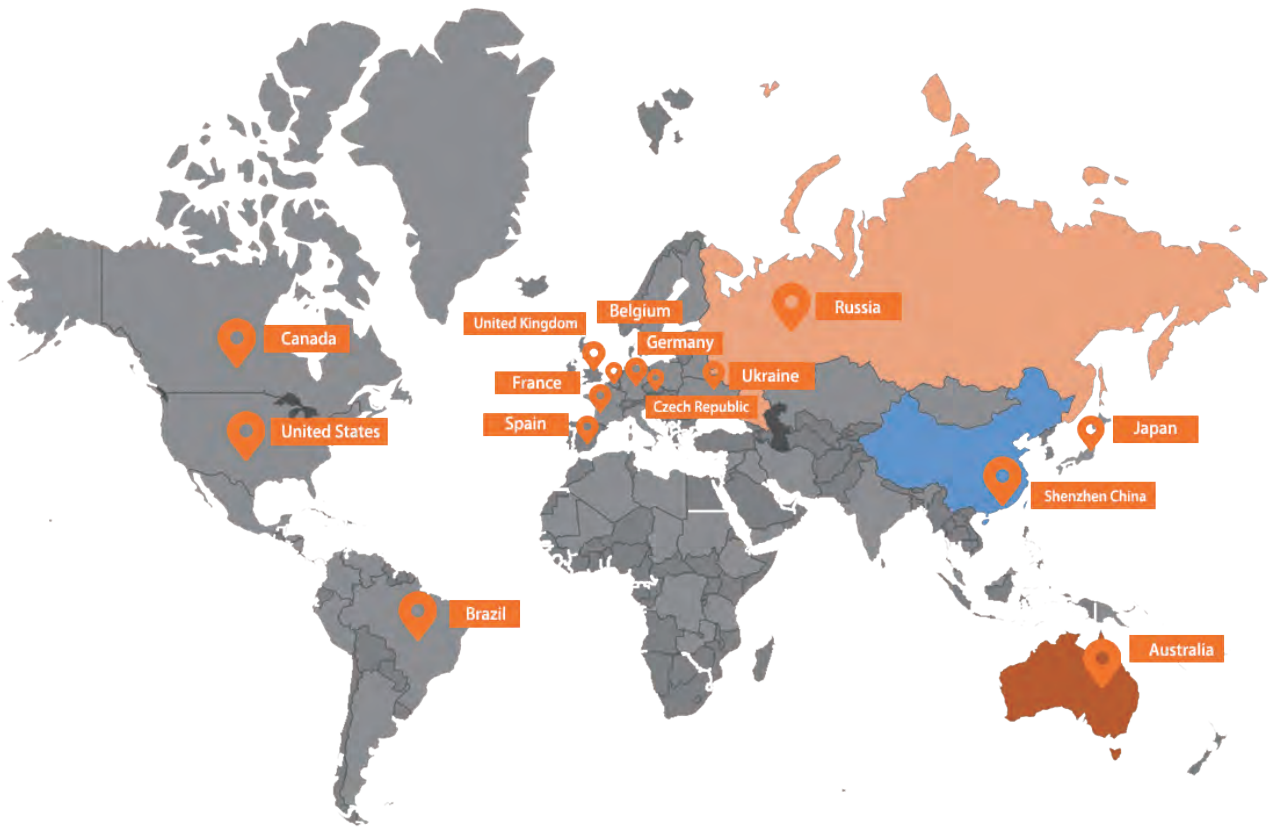 Belgium
Russia
United Kingdom
Canada
Germany
Ukraine
France
Czech Republic
Spain
United States
Japan
Shenzhen China
Brazil
Australia